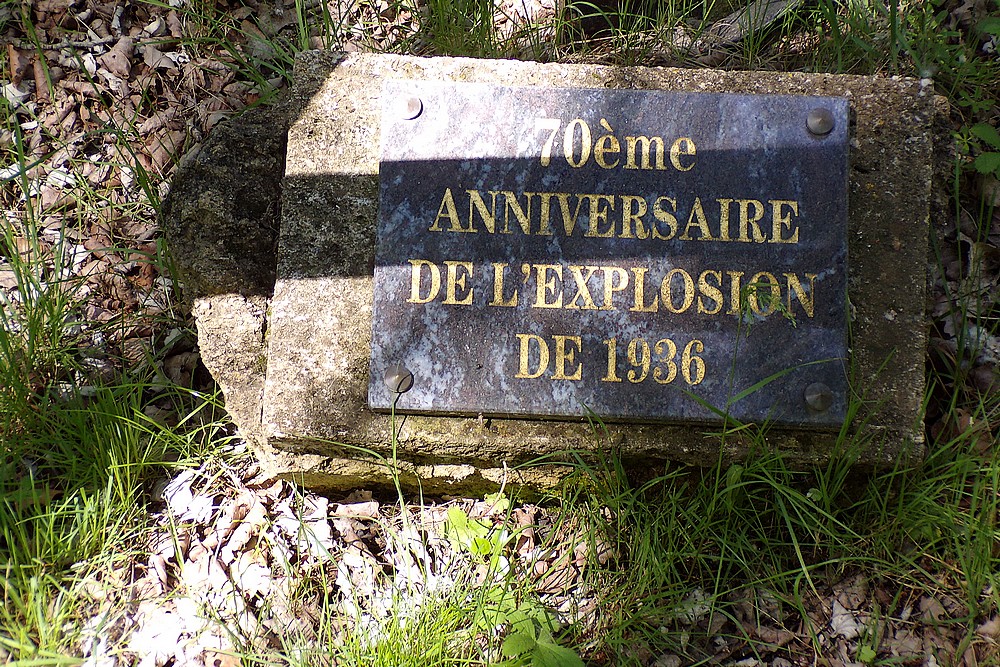 70ème
ANNIVERSAIRE
DE L'EXPLOSION
DE 1936